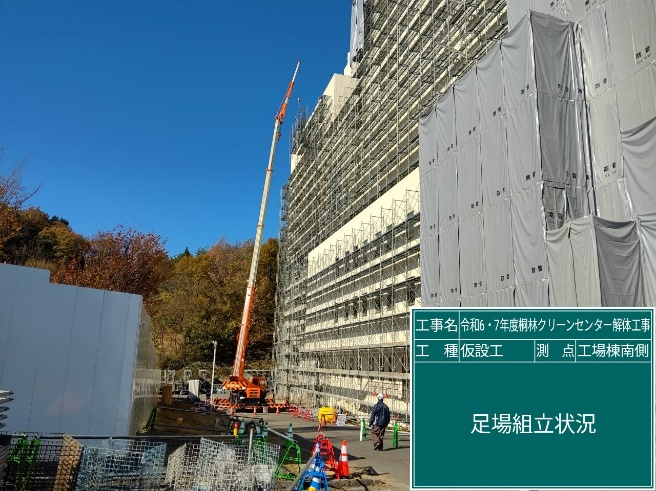 工事名 令和6・7年度桐林クリーンセンター解体工事
工 種 仮設工 測 点 工場棟南側
足場組立状況